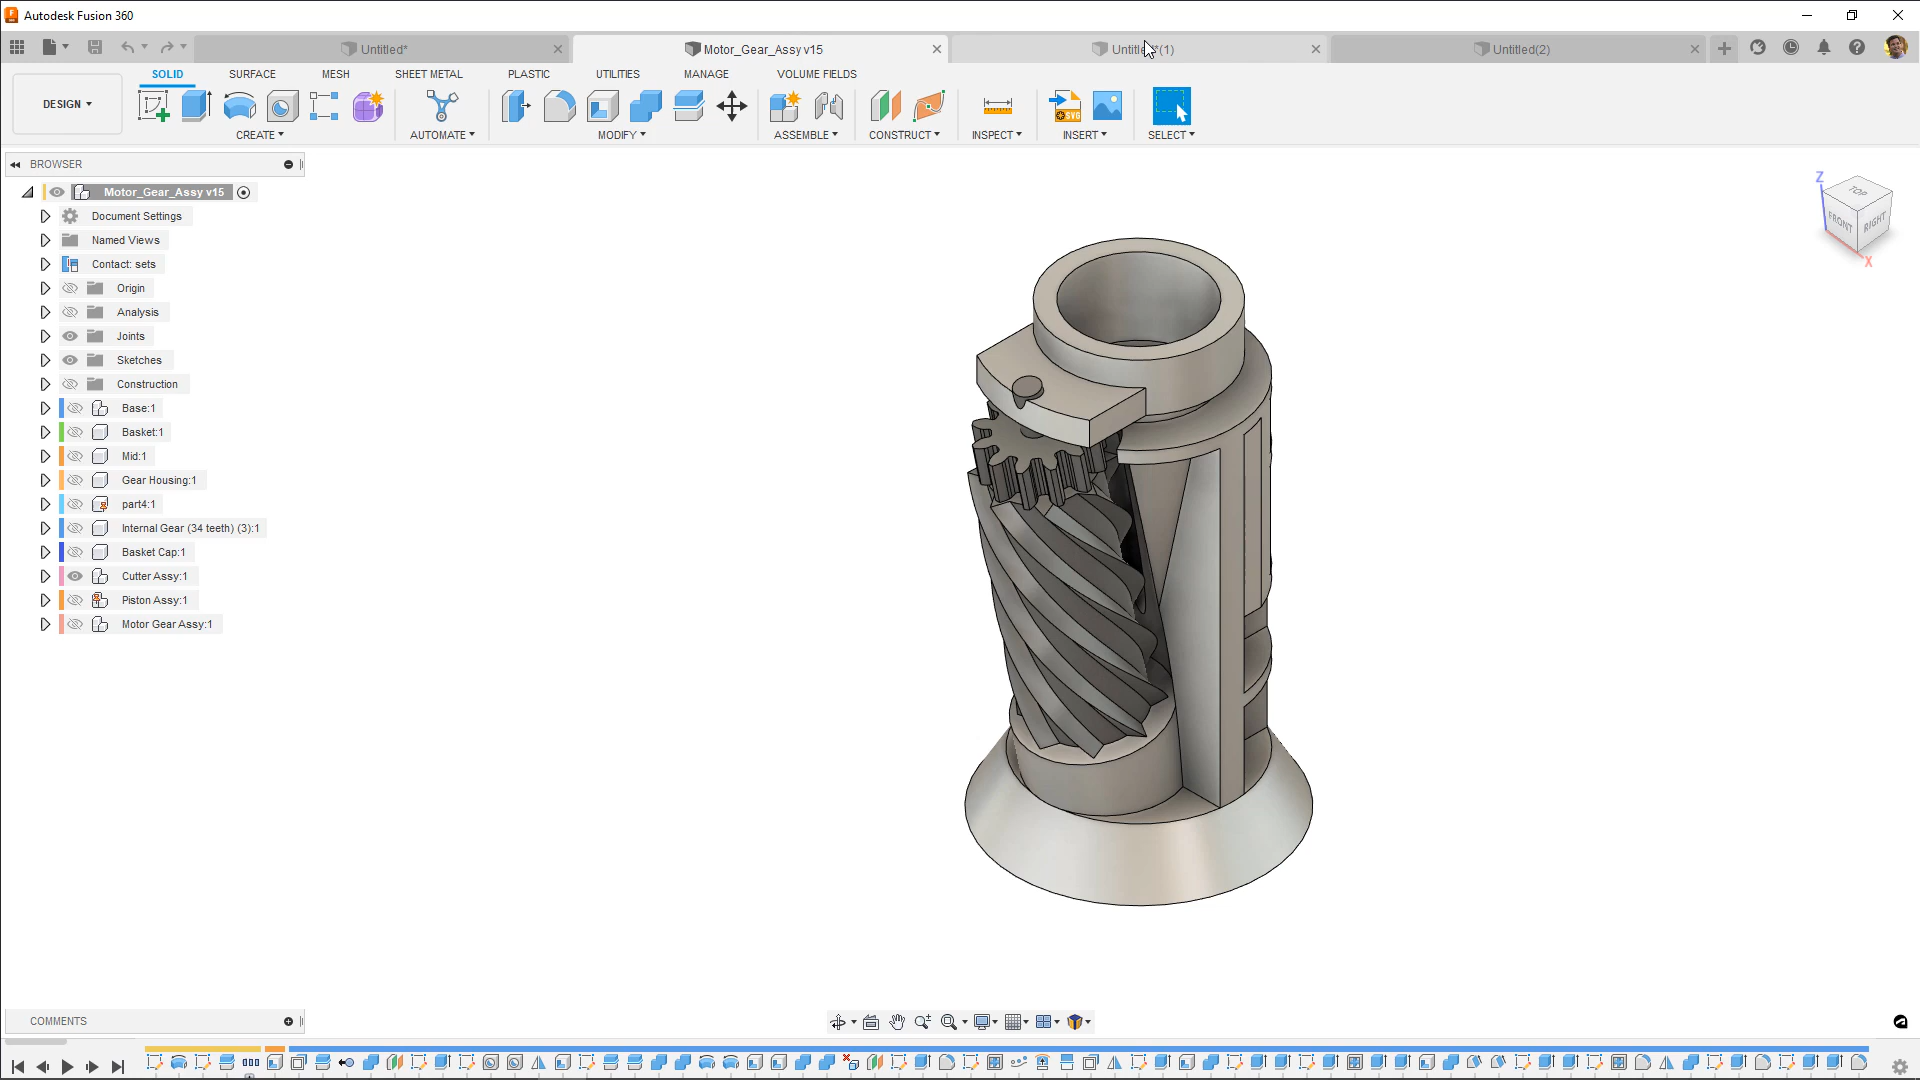 Autodesk Fusion 360
Untitled*
Motor_Gear_Assy v15
Untitled(2)
SOLID
SURFACE
MESH
SHEET METAL
PLASTIC
UTILITIES
MANAGE
VOLUME FIELDS
DESIGN
CREATE
AUTOMATE
MODIFY
ASSEMBLE
CONSTRUCT
INSPECT
SVG
INSERT
SELECT
BROWSER
Motor_Gear_Assy v15
Document Settings
Named Views
Contact: sets
Origin
Analysis
Joints
Sketches
Construction
Base:1
Basket:1
Mid:1
Gear Housing:1
part4:1
Internal Gear (34 teeth) (3):1
Basket Cap:1
Cutter Assy:1
Piston Assy:1
Motor Gear Assy:1
Z
TOP
FRONT
RIGHT
X
COMMENTS